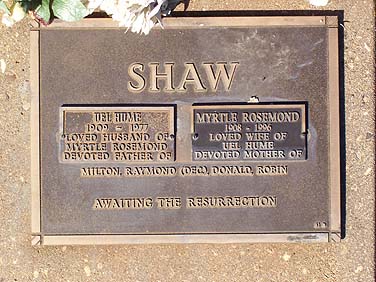 SHAW
UEL HUME
1909 - 1977
LOVED HUSBAND OF
MYRTLE ROSEMOND
DEVOTED FATHER OF
MYRTLE ROSEMOND
1908 - 1996
LOVED WIFE OF
UEL HUME
DEVOTED MOTHER OF
MILTON, RAYMOND (DEC.), DONALD, ROBIN
AWAITING THE RESURRECTION